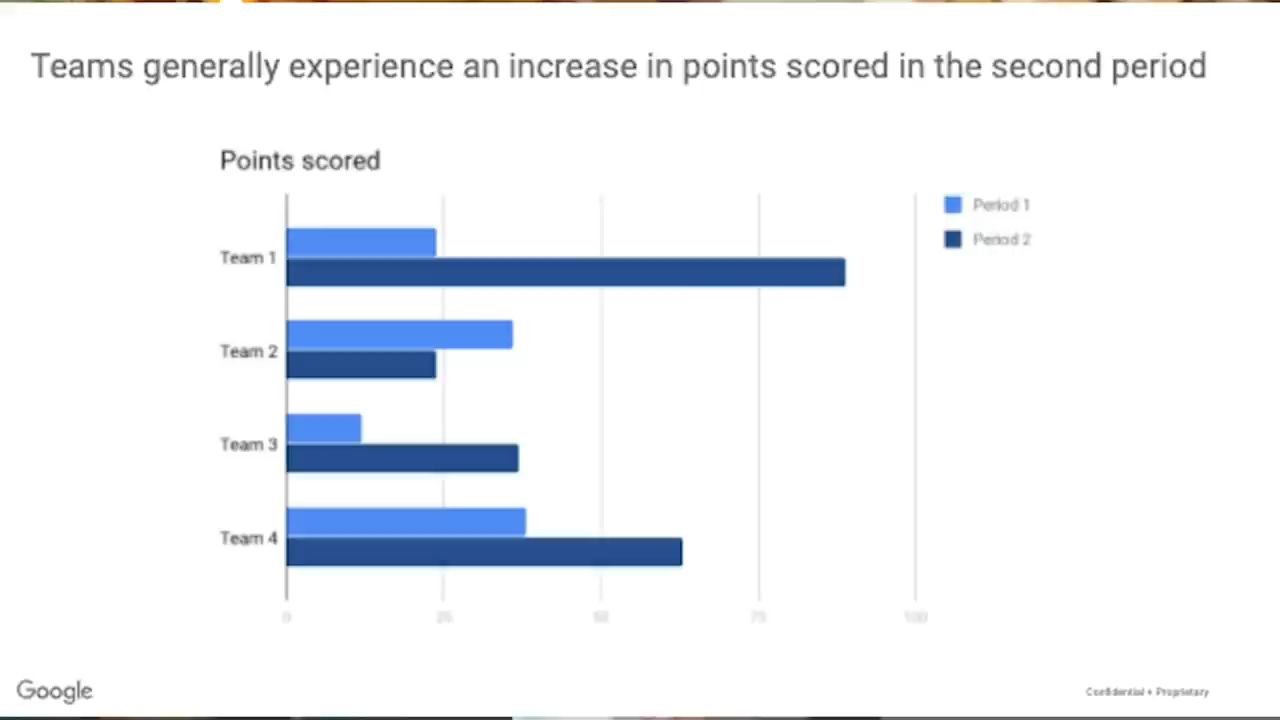 Teams generally experience an increase in points scored in the second period
Points scored
Period 1
Period 2
Team 1
Team 2
Team 3
Team 4
0 25 50 75 100
Google
Confidential + Proprietary